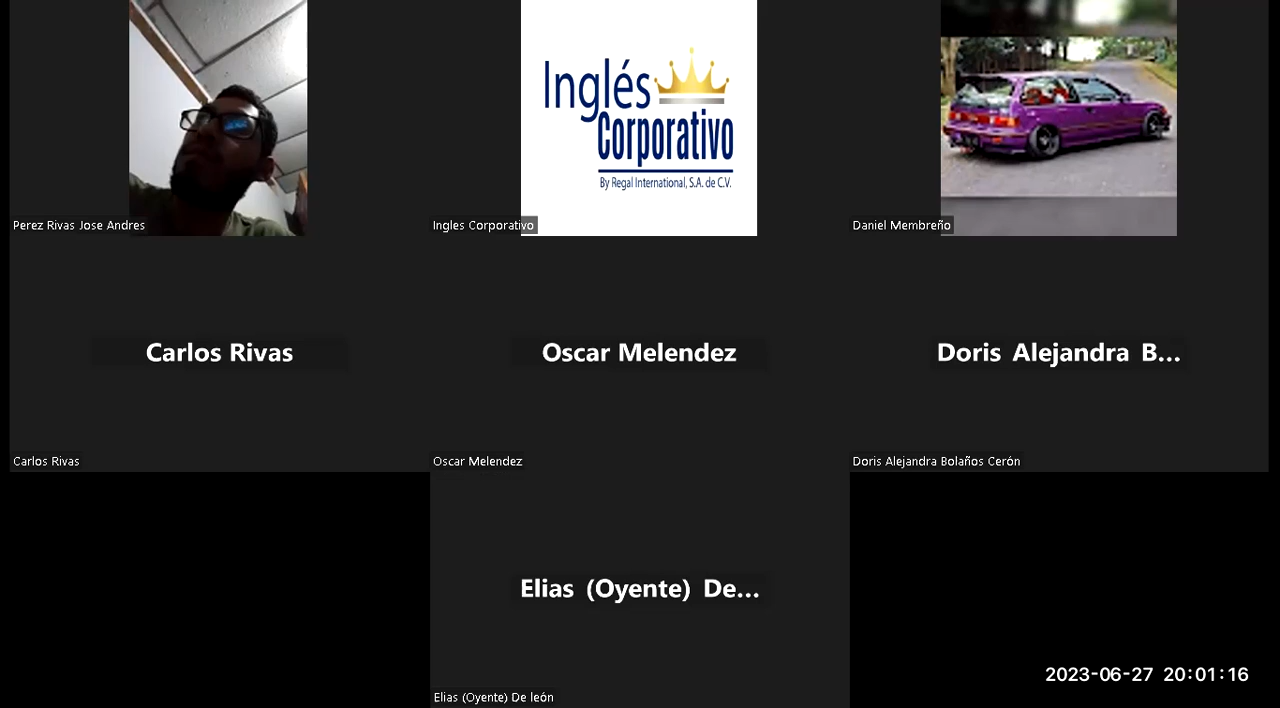 Inglés
Corporativo
By Regal International, S.A. de C.V.
Perez Rivas Jose Andres
Ingles Corporativo
Daniel Membreño
Carlos Rivas
Oscar Melendez
Doris Alejandra B...
Carlos Rivas
Oscar Melendez
Doris Alejandra Bolaños Cerón
Elias (Oyente) De...
2023-06-27 20:01:16
Elias (Oyente) De león